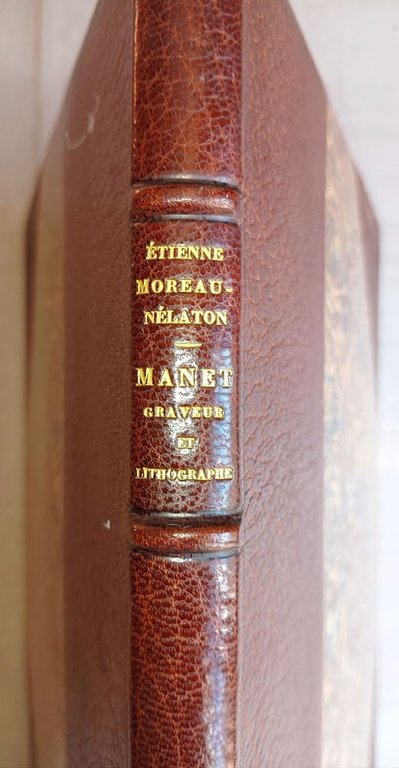 ÉTIENNE
MOREAU-
NÉLATON
MANET
GRAVEUR
ET
LITHOGRAPHE